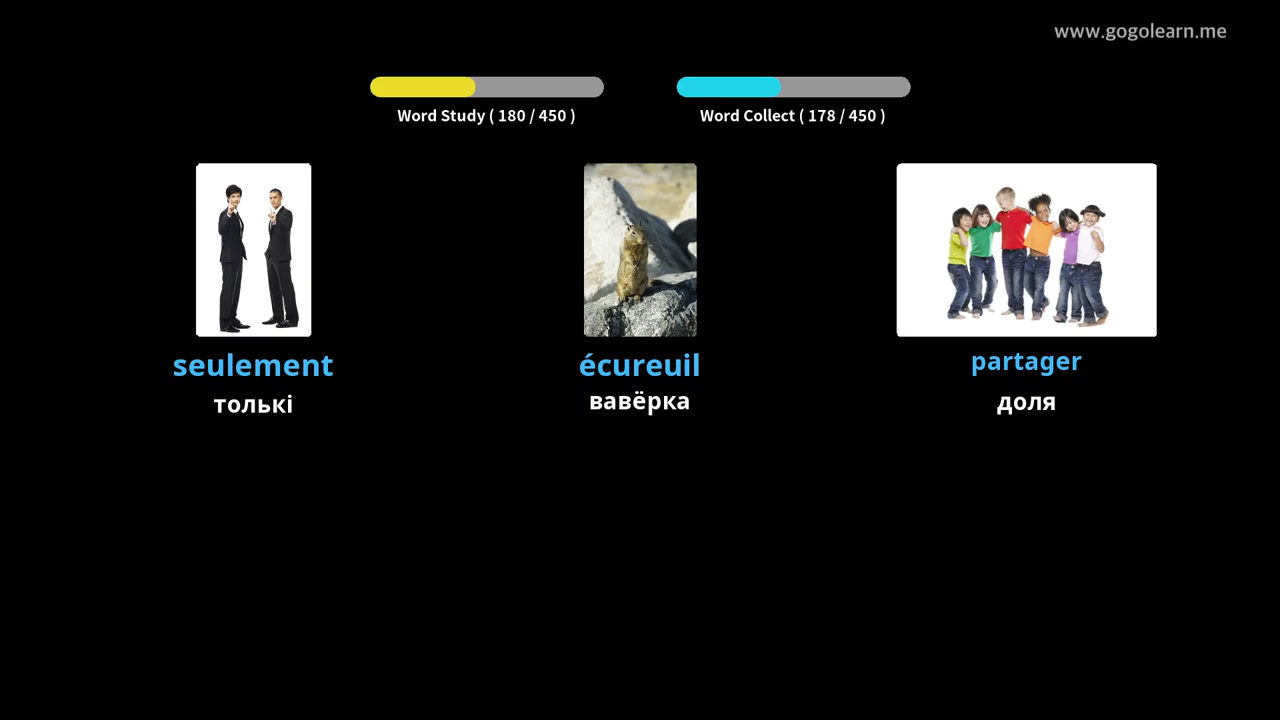 www.gogolearn.me
Word Study ( 180 / 450 )
Word Collect ( 178 / 450 )
seulement
écureuil
partager
толькі
вавёрка
доля